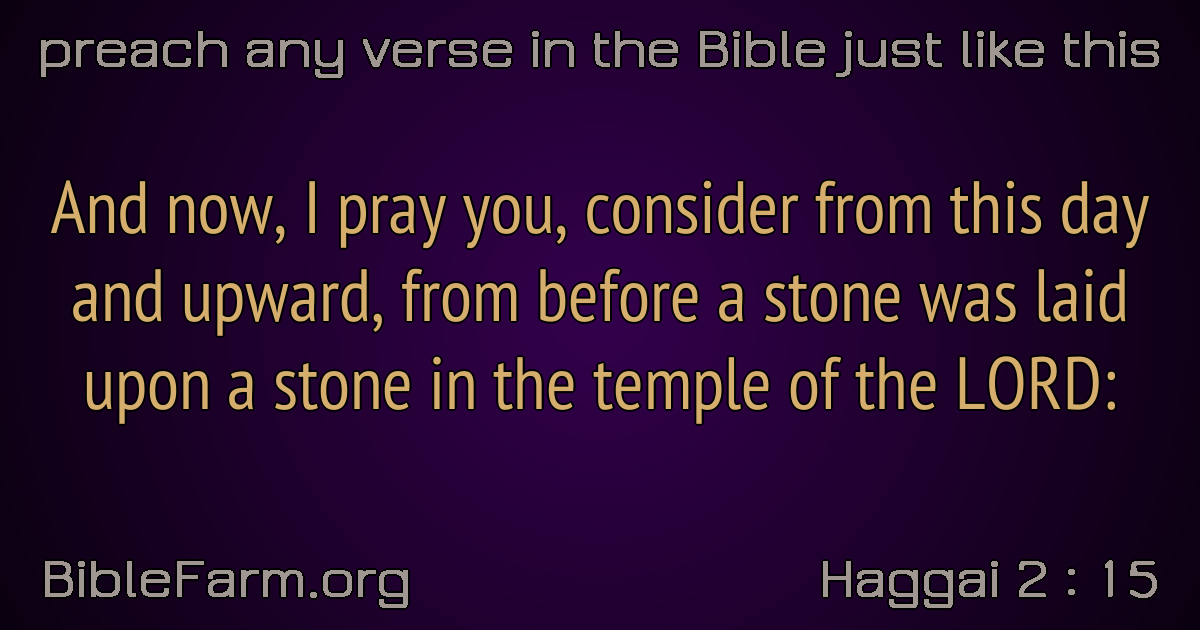 preach any verse in the Bible just like this
And now, I pray you, consider from this day
and upward, from before a stone was laid
upon a stone in the temple of the LORD:
BibleFarm.org
Haggai 2 : 15